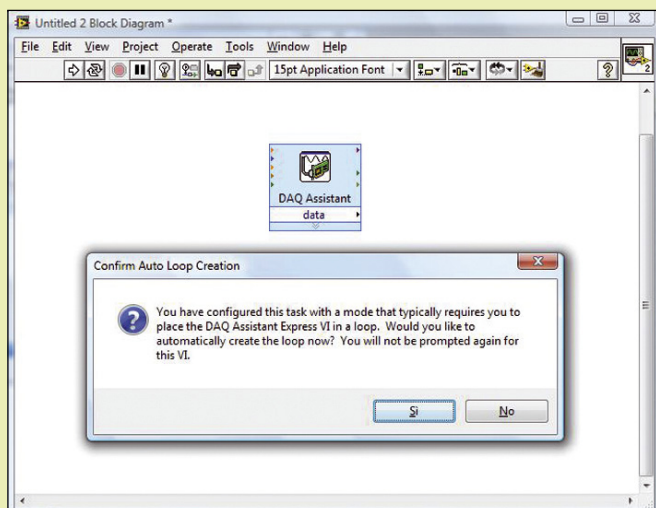 Untitled 2 Block Diagram *
File Edit View Project Operate Tools Window Help
15pt Application Font
2
DAQ Assistant
data
Confirm Auto Loop Creation
You have configured this task with a mode that typically requires you to
place the DAQ Assistant Express VI in a loop. Would you like to
automatically create the loop now? You will not be prompted again for
this VI.
Si No